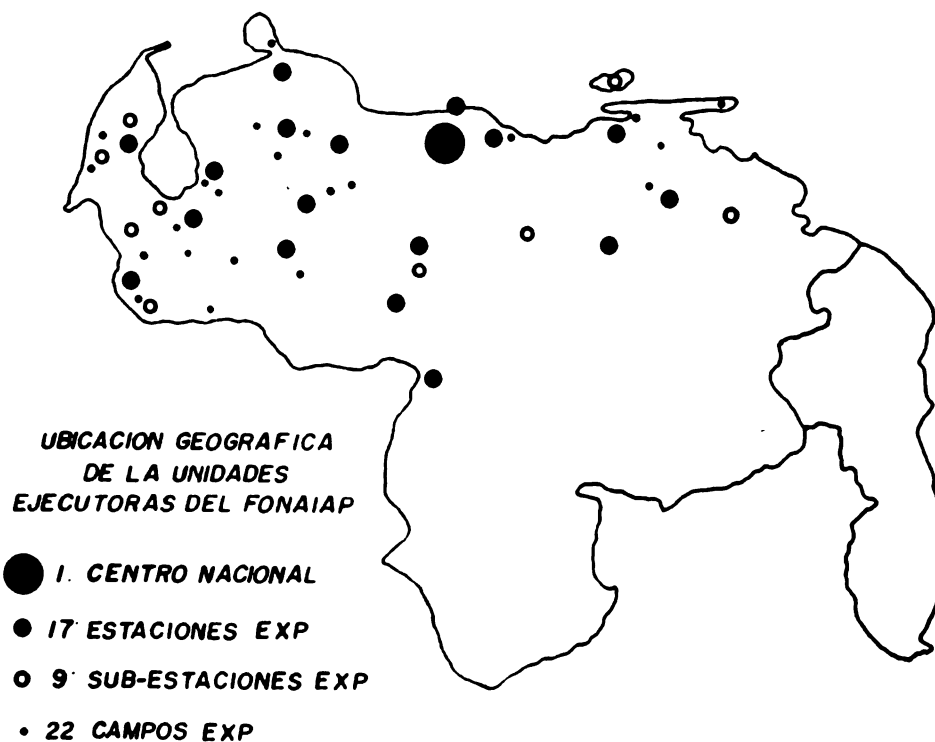 UBICACION GEOGRAFICA
DE LA UNIDADES
EJECUTORAS DEL FONAIAP
1. CENTRO NACIONAL
17 ESTACIONES EXP
9 SUB-ESTACIONES EXP
22 CAMPOS EXP